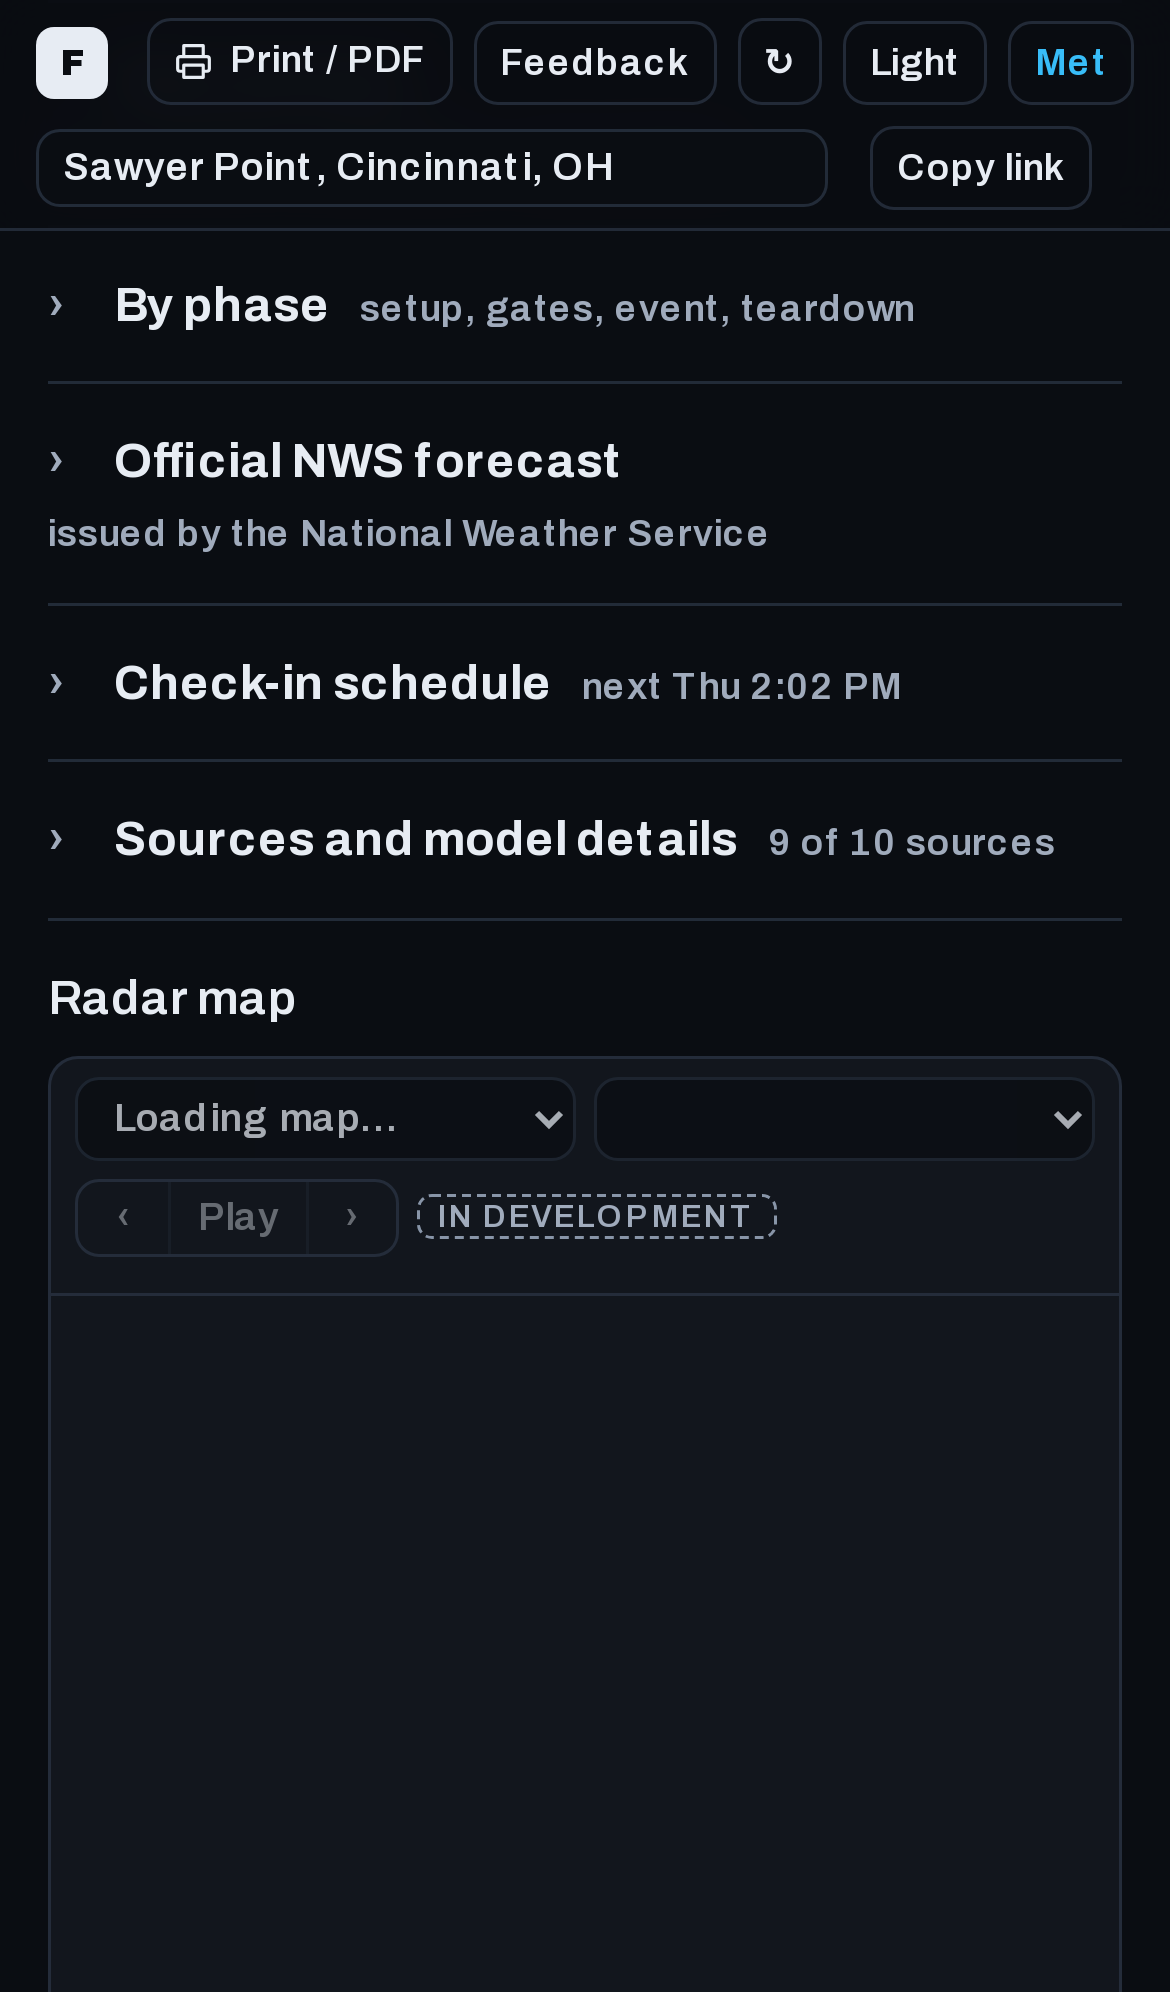 F Print / PDF Feedback ↻ Light Met
Sawyer Point, Cincinnati, OH Copy link
› By phase setup, gates, event, teardown
› Official NWS forecast
issued by the National Weather Service
› Check-in schedule next Thu 2:02 PM
› Sources and model details 9 of 10 sources
Radar map
Loading map...
‹ Play › IN DEVELOPMENT